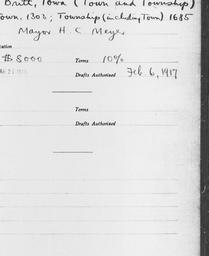 Britt, Iowa (Town and Township)
Town, 1303; Township (including Town) 1685
Mayor H. C. Meyer
$8000 Terms 10%
Drafts Authorized Feb 6, 1917
Terms
Drafts Authorized